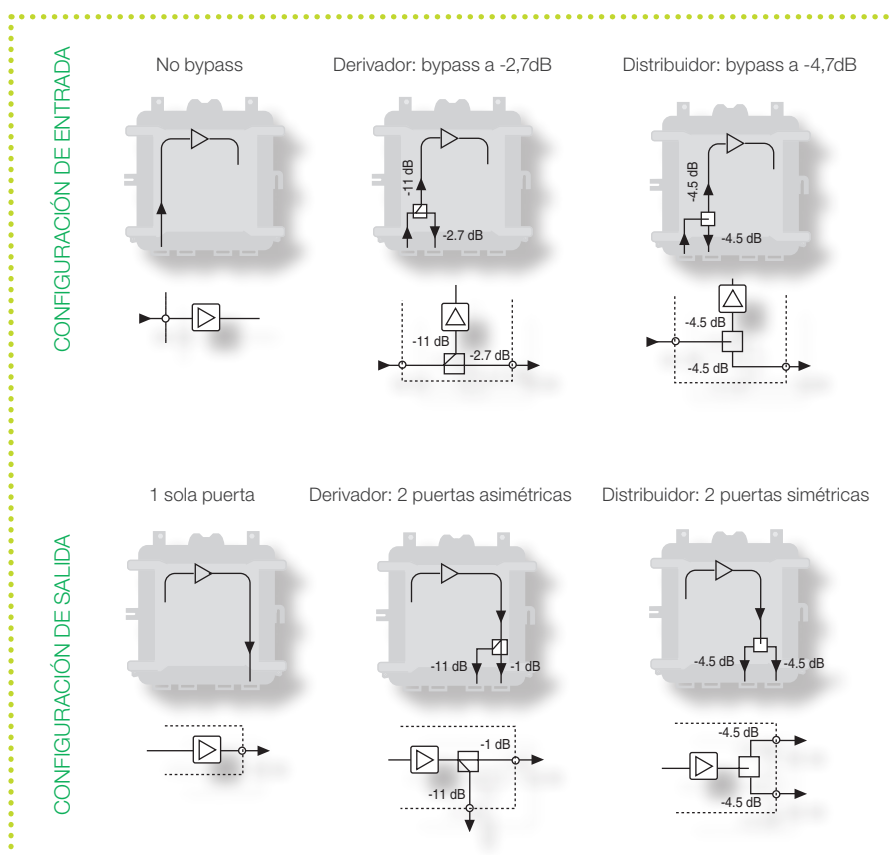 CONFIGURACIÓN DE ENTRADA
No bypass
Derivador: bypass a -2,7dB
Distribuidor: bypass a -4,7dB
-11 dB
-2.7 dB
-4.5 dB
-4.5 dB
-11 dB
-2.7 dB
-4.5 dB
-4.5 dB
CONFIGURACIÓN DE SALIDA
1 sola puerta
Derivador: 2 puertas asimétricas
Distribuidor: 2 puertas simétricas
-11 dB
-1 dB
-4.5 dB
-4.5 dB
-1 dB
-11 dB
-4.5 dB
-4.5 dB